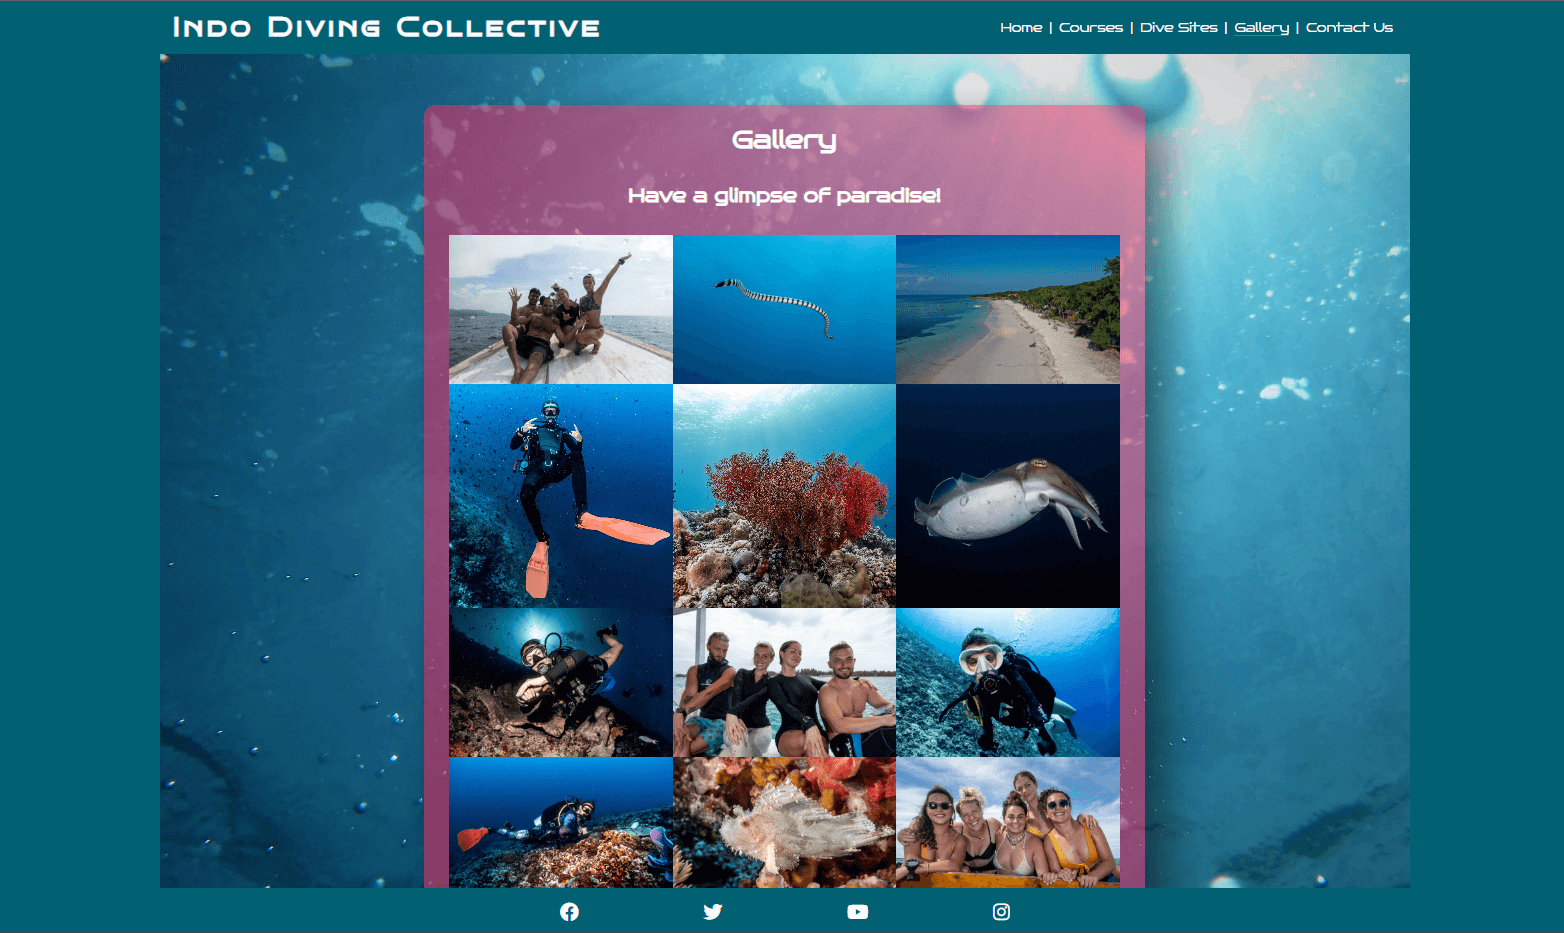 Indo Diving Collective
Home | Courses | Dive Sites | Gallery | Contact Us
Gallery
Have a glimpse of paradise!